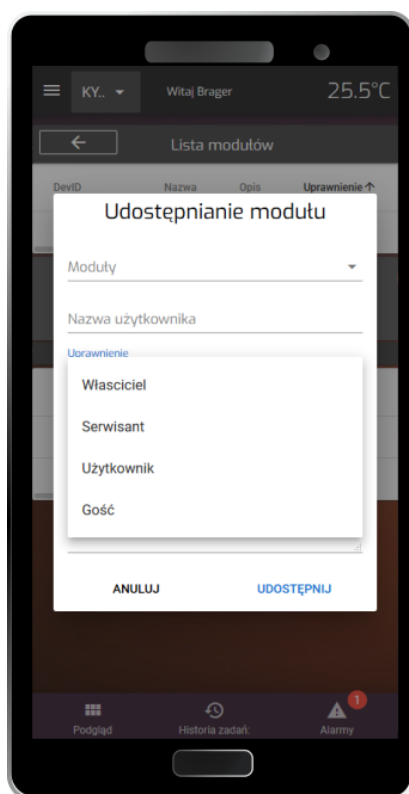 KY.. Witaj Brager 25.5°C
Lista modułów
DevID Nazwa Opis Uprawnienie
Udostępnianie modułu
Moduły
Nazwa użytkownika
Uprawnienie
Własciciel
Serwisant
Użytkownik
Gość
ANULUJ UDOSTĘPNIJ
1
Podgląd Historia zadań: Alarmy